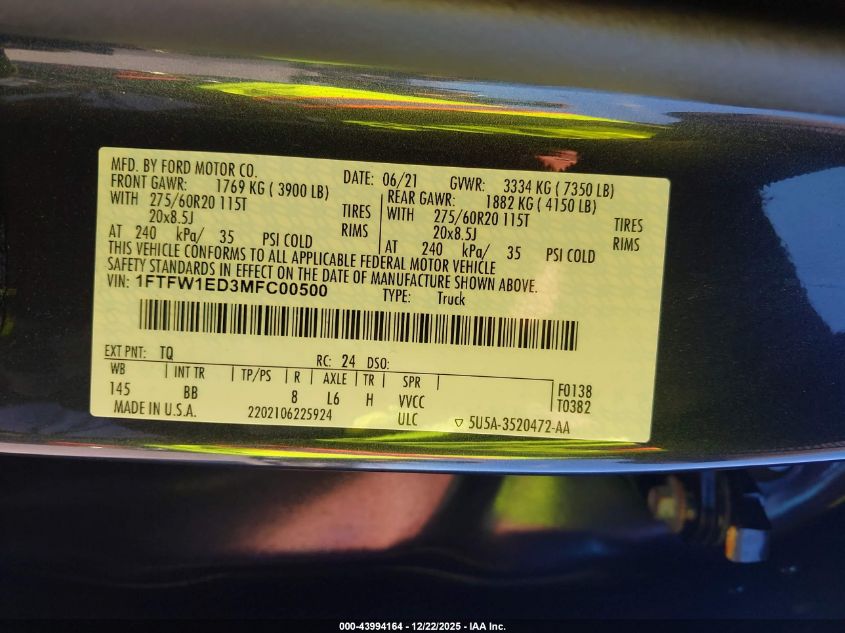 MFD. BY FORD MOTOR CO. DATE: 06/21 GVWR: 3334 KG ( 7350 LB)
FRONT GAWR: 1769 KG ( 3900 LB) REAR GAWR: 1882 KG ( 4150 LB)
WITH 275/60R20 115T TIRES WITH 275/60R20 115T TIRES
20x8.5J RIMS 20x8.5J RIMS
AT 240 kPa/ 35 PSI COLD AT 240 kPa/ 35 PSI COLD
THIS VEHICLE CONFORMS TO ALL APPLICABLE FEDERAL MOTOR VEHICLE
SAFETY STANDARDS IN EFFECT ON THE DATE OF MANUFACTURE SHOWN ABOVE.
VIN: 1FTFW1ED3MFC00500 TYPE: Truck
EXT PNT: TQ RC: 24 DSO:
WB INT TR TP/PS R AXLE TR SPR F0138
145 BB 8 L6 H VVCC T0382
MADE IN U.S.A. 2202106225924 ULC 5U5A-3520472-AA
000-43994164 - 12/22/2025 - IAA Inc.